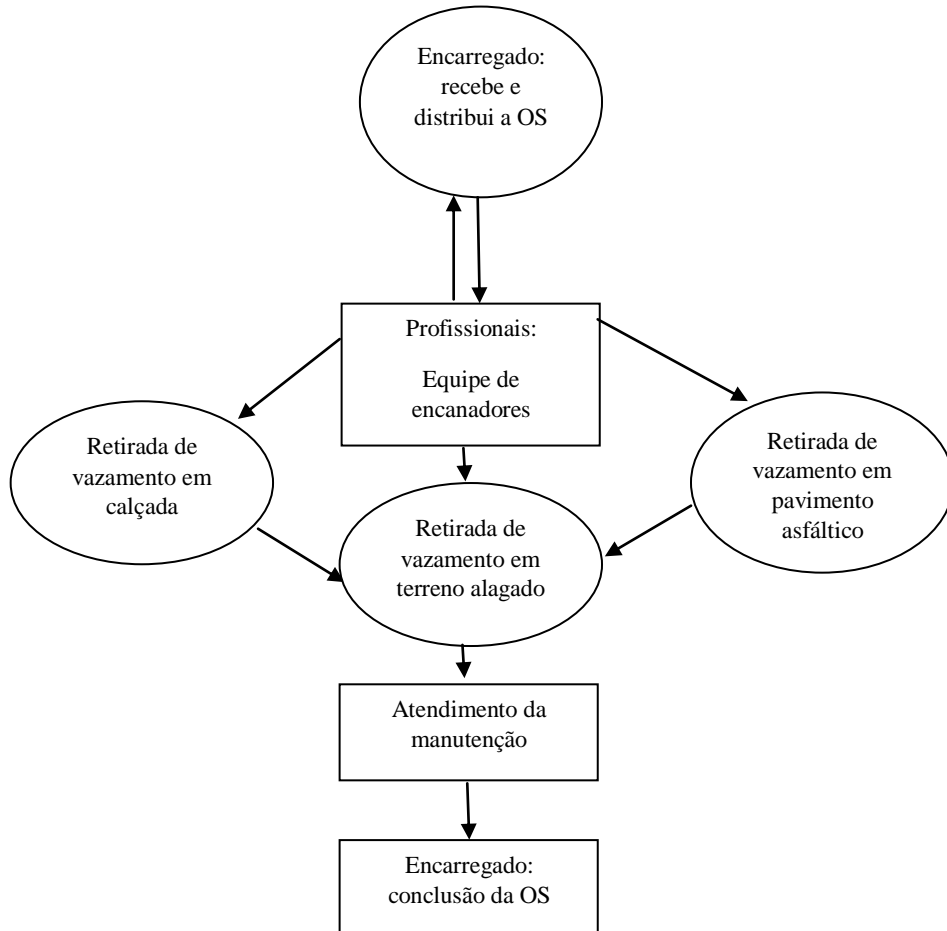 Encarregado:
recebe e
distribui a OS
Profissionais:
Equipe de
encanadores
Retirada de
vazamento em
calçada
Retirada de
vazamento em
pavimento
asfáltico
Retirada de
vazamento em
terreno alagado
Atendimento da
manutenção
Encarregado:
conclusão da OS